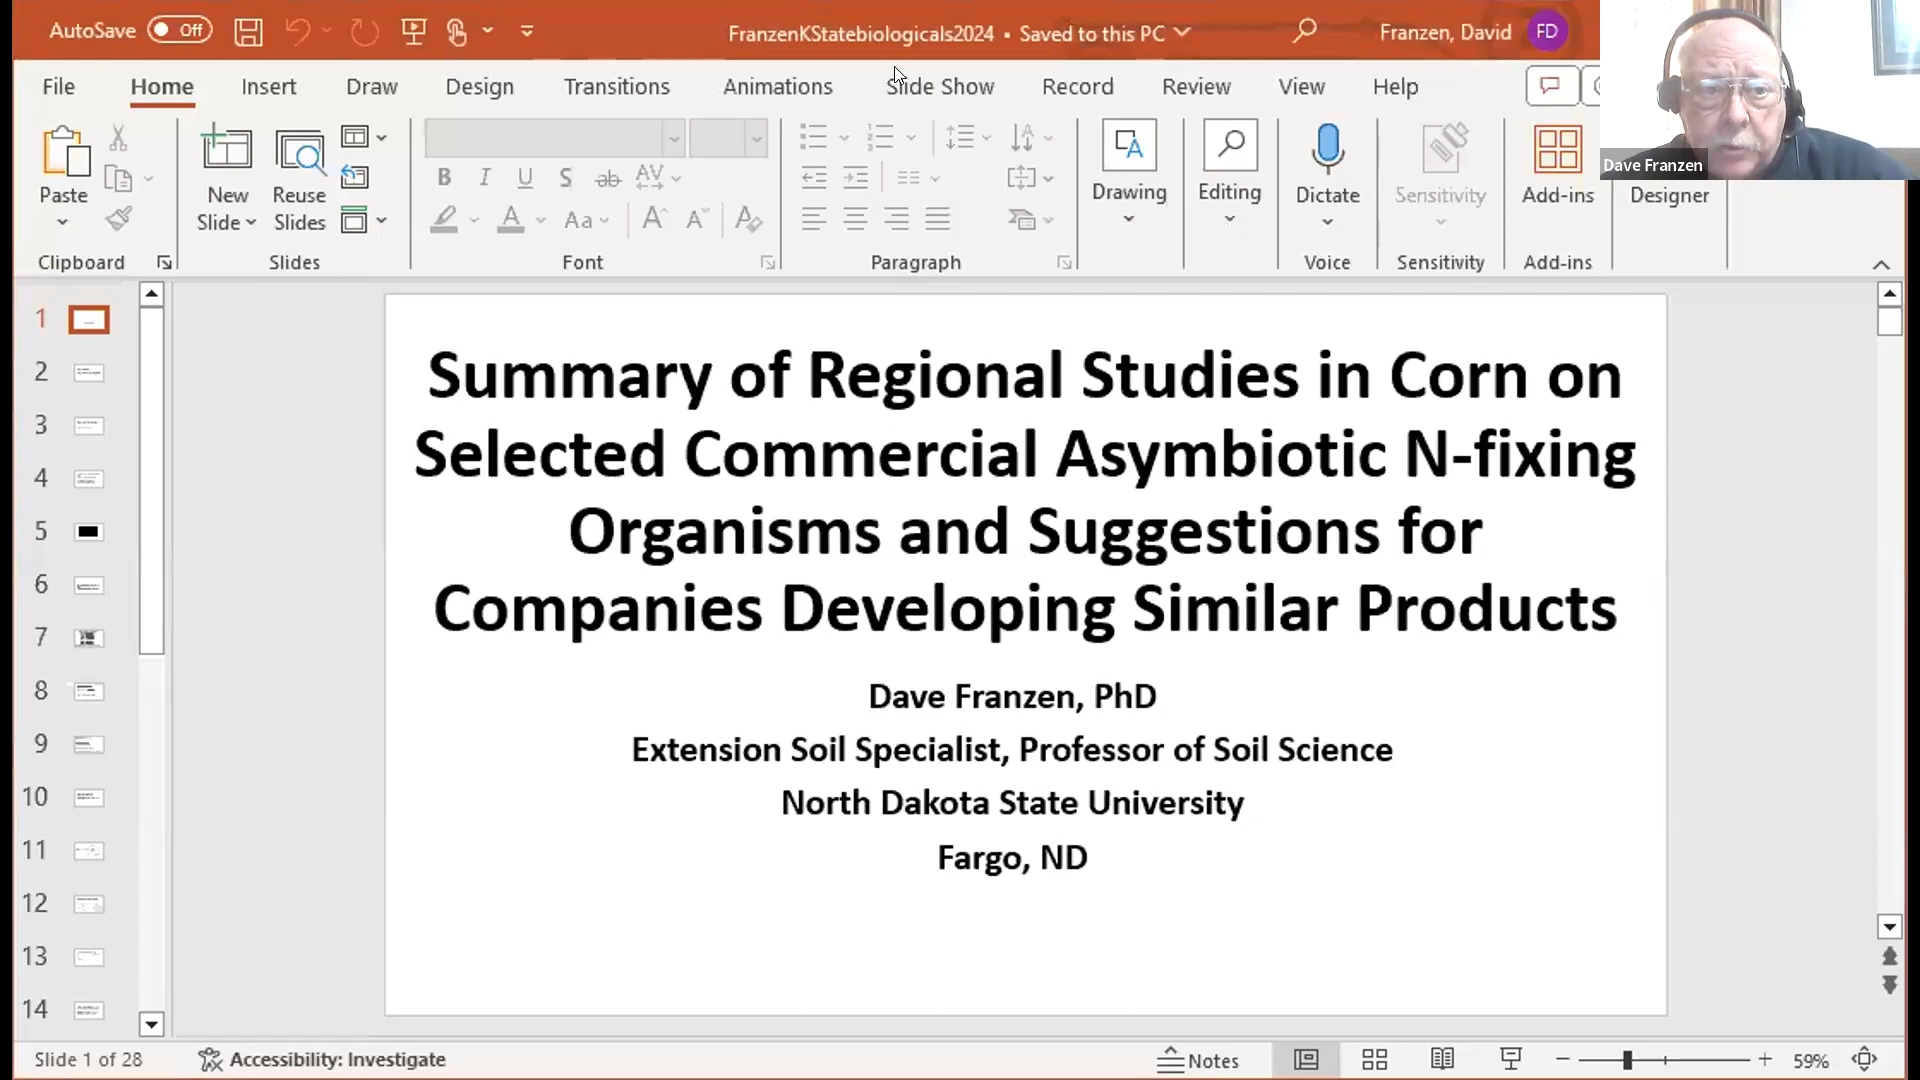 AutoSave Off
FranzenKStatebiologicals2024 • Saved to this PC
Franzen, David FD
File Home Insert Draw Design Transitions Animations Slide Show Record Review View Help
Dave Franzen
Paste
New Slide
Reuse Slides
B I U S ab AV
A Aa A A A
Drawing
Editing
Dictate
Sensitivity
Add-ins
Designer
Clipboard Slides Font Paragraph Voice Sensitivity Add-ins
1
2
3
4
5
6
7
8
9
10
11
12
13
14
Summary of Regional Studies in Corn on
Selected Commercial Asymbiotic N-fixing
Organisms and Suggestions for
Companies Developing Similar Products
Dave Franzen, PhD
Extension Soil Specialist, Professor of Soil Science
North Dakota State University
Fargo, ND
Slide 1 of 28 Accessibility: Investigate Notes 59%